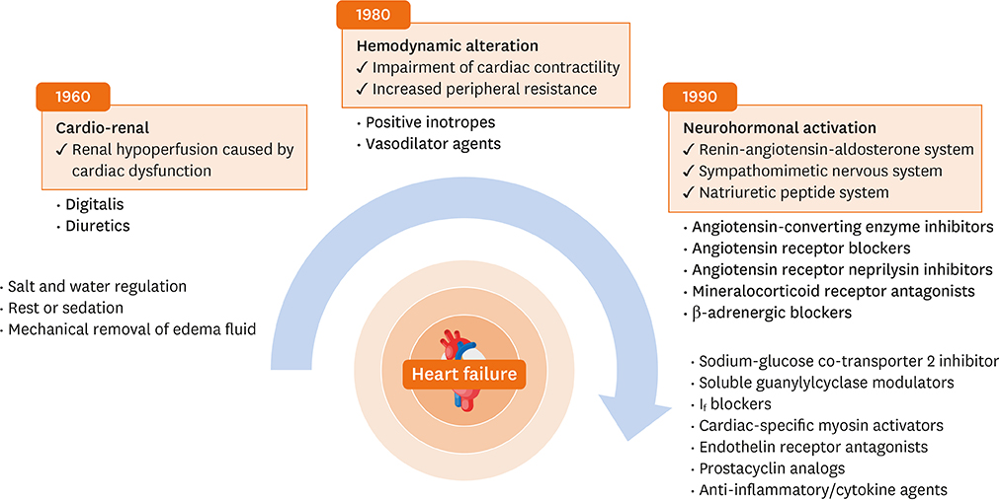 1960
Cardio-renal
✓ Renal hypoperfusion caused by
cardiac dysfunction
• Digitalis
• Diuretics
• Salt and water regulation
• Rest or sedation
• Mechanical removal of edema fluid
1980
Hemodynamic alteration
✓ Impairment of cardiac contractility
✓ Increased peripheral resistance
• Positive inotropes
• Vasodilator agents
Heart failure
1990
Neurohormonal activation
✓ Renin-angiotensin-aldosterone system
✓ Sympathomimetic nervous system
✓ Natriuretic peptide system
• Angiotensin-converting enzyme inhibitors
• Angiotensin receptor blockers
• Angiotensin receptor neprilysin inhibitors
• Mineralocorticoid receptor antagonists
• β-adrenergic blockers
• Sodium-glucose co-transporter 2 inhibitor
• Soluble guanylylcyclase modulators
• If blockers
• Cardiac-specific myosin activators
• Endothelin receptor antagonists
• Prostacyclin analogs
• Anti-inflammatory/cytokine agents